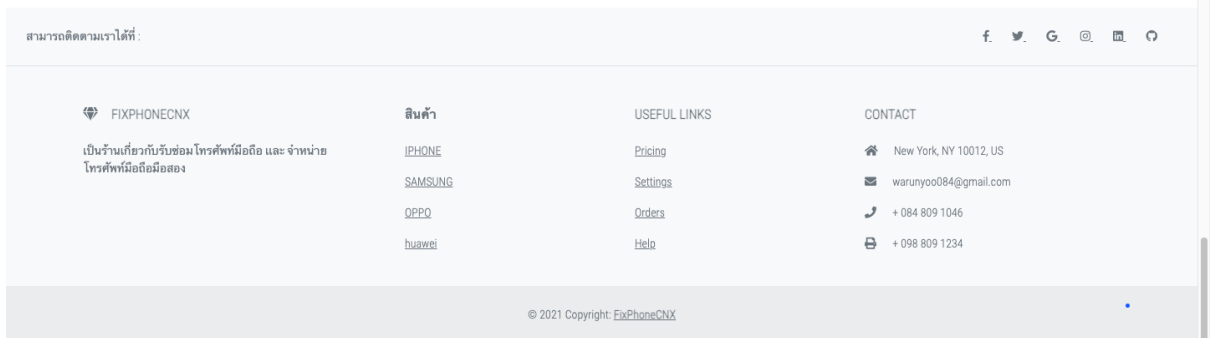 สามารถติดตามเราได้ที่ :
FIXPHONECNX
เป็นร้านเกี่ยวกับรับซ่อมโทรศัพท์มือถือ และ จำหน่าย
โทรศัพท์มือถือมือสอง
สินค้า
IPHONE
SAMSUNG
OPPO
huawei
USEFUL LINKS
Pricing
Settings
Orders
Help
CONTACT
New York, NY 10012, US
warunyoo084@gmail.com
+ 084 809 1046
+ 098 809 1234
© 2021 Copyright: FixPhoneCNX